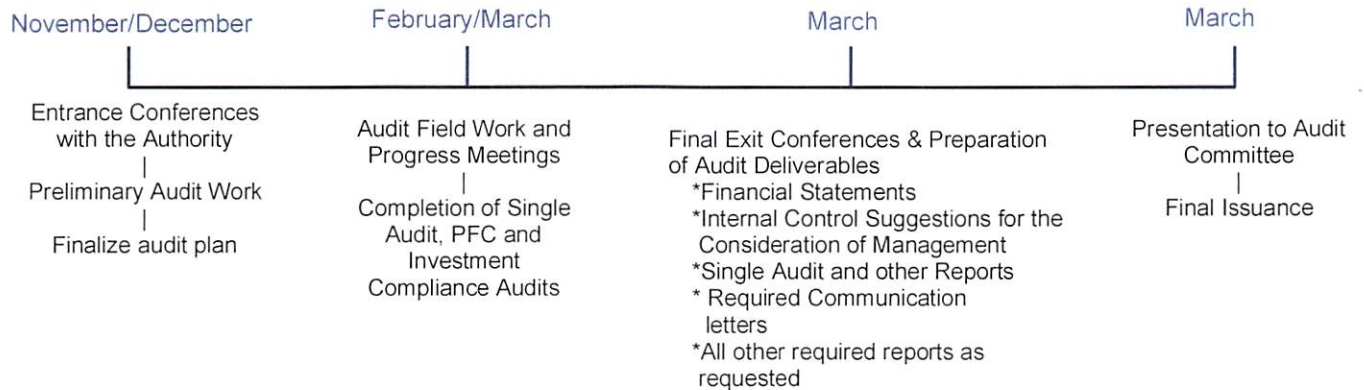 November/December
Entrance Conferences
with the Authority
Preliminary Audit Work
Finalize audit plan
February/March
Audit Field Work and
Progress Meetings
Completion of Single
Audit, PFC and
Investment
Compliance Audits
March
Final Exit Conferences & Preparation
of Audit Deliverables
*Financial Statements
*Internal Control Suggestions for the
Consideration of Management
*Single Audit and other Reports
* Required Communication
letters
*All other required reports as
requested
March
Presentation to Audit
Committee
Final Issuance